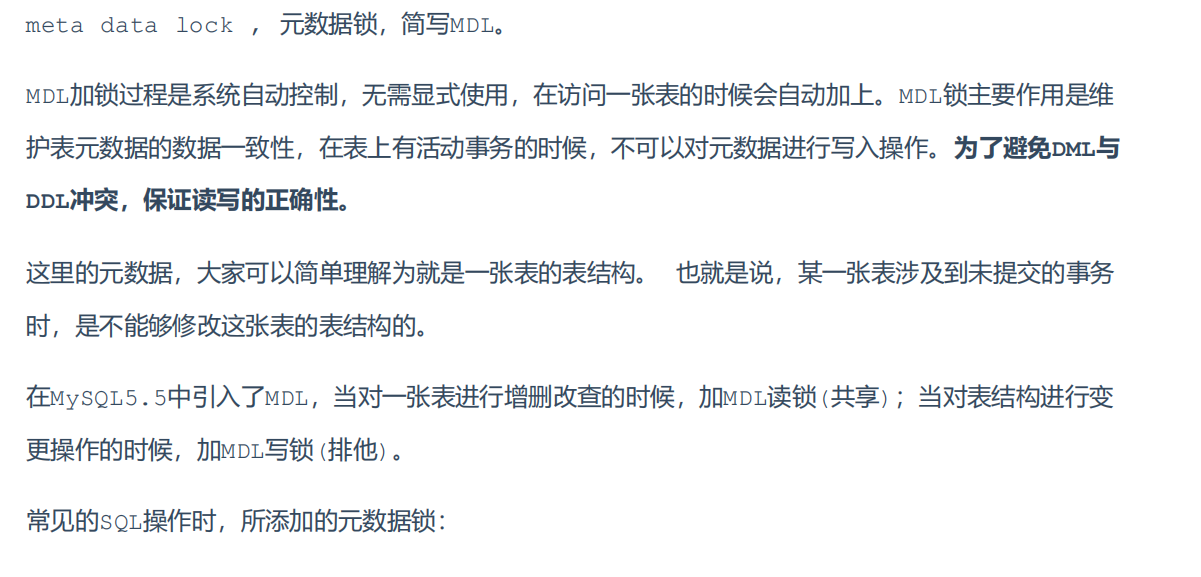 meta data lock , 元数据锁，简写MDL。
MDL加锁过程是系统自动控制，无需显式使用，在访问一张表的时候会自动加上。MDL锁主要作用是维
护表元数据的数据一致性，在表上有活动事务的时候，不可以对元数据进行写入操作。为了避免DML与
DDL冲突，保证读写的正确性。
这里的元数据，大家可以简单理解为就是一张表的表结构。 也就是说，某一张表涉及到未提交的事务
时，是不能够修改这张表的表结构的。
在MySQL5.5中引入了MDL，当对一张表进行增删改查的时候，加MDL读锁(共享)；当对表结构进行变
更操作的时候，加MDL写锁(排他)。
常见的SQL操作时，所添加的元数据锁：